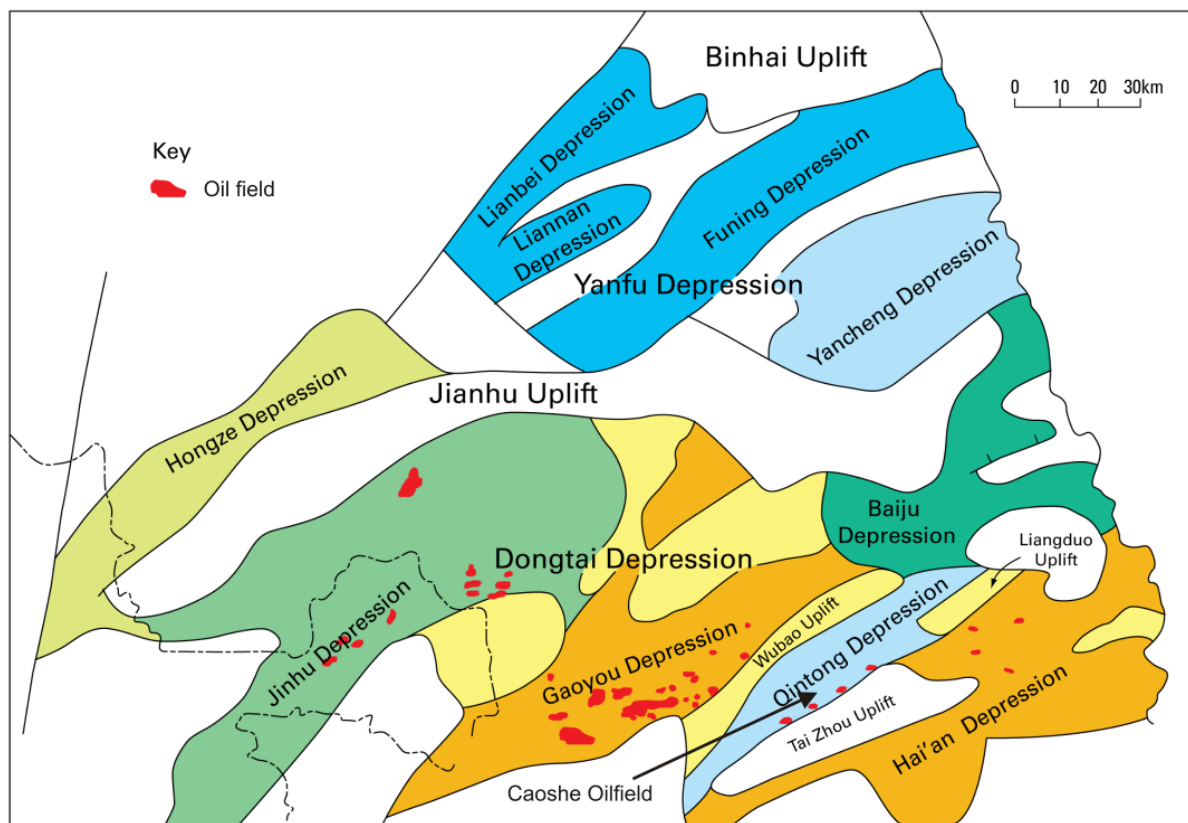 Binhai Uplift
0 10 20 30km
Key
Oil field
Lianbei Depression
Liannan
Depression
Funing Depression
Yanfu Depression
Yancheng Depression
Jianhu Uplift
Hongze Depression
Baiju
Depression
Liangduo
Uplift
Dongtai Depression
Jinhu Depression
Gaoyou Depression
Wubao Uplift
Qintong Depression
Tai Zhou Uplift
Hai'an Depression
Caoshe Oilfield